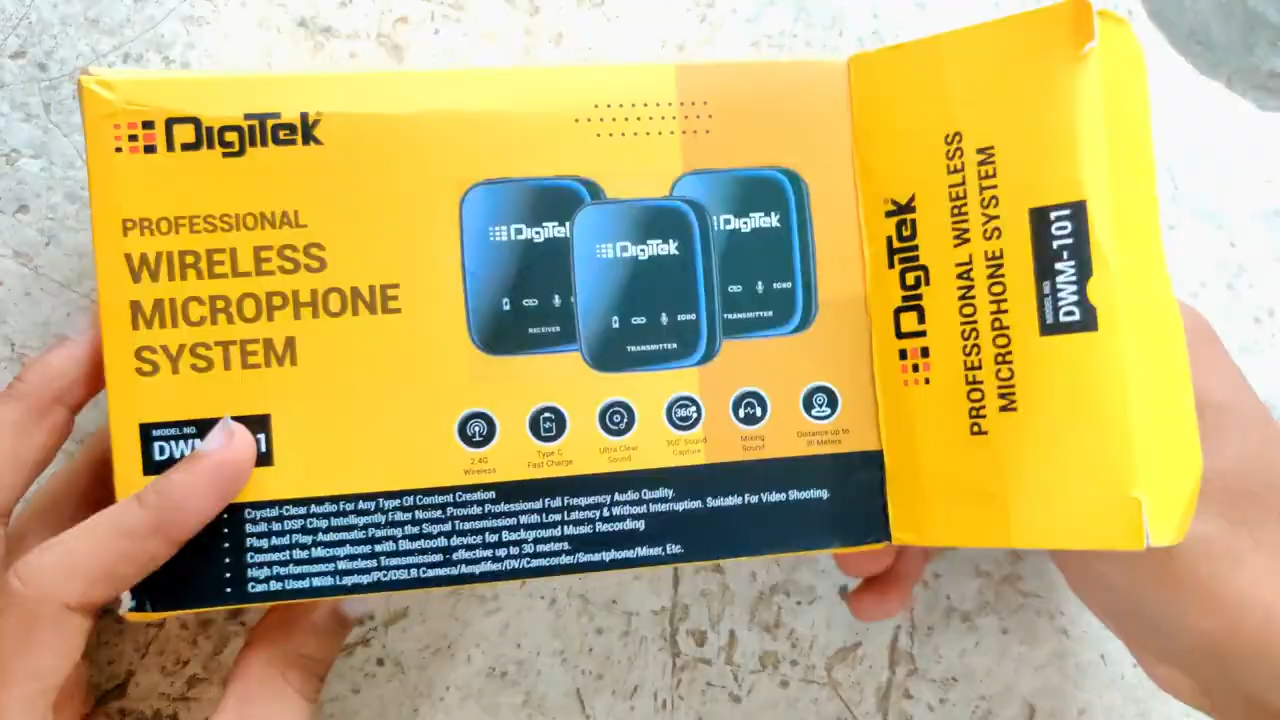 DigiTek
PROFESSIONAL
WIRELESS
MICROPHONE
SYSTEM
MODEL NO.
DigiTek
RECEIVER
DigiTek
ECHO
TRANSMITTER
DigiTek
ECHO
TRANSMITTER
2.4G
Wireless
Type C
Fast Charge
Ultra Clear
Sound
360° Sound
Capture
Mixing
Sound
Distance up to
30 Meters
• Crystal-Clear Audio For Any Type Of Content Creation
• Built-In DSP Chip Intelligently Filter Noise, Provide Professional Full Frequency Audio Quality.
• Plug And Play-Automatic Pairing.the Signal Transmission With Low Latency & Without Interruption. Suitable For Video Shooting.
• Connect the Microphone with Bluetooth device for Background Music Recording
• High Performance Wireless Transmission - effective up to 30 meters.
• Can Be Used With Laptop/PC/DSLR Camera/Amplifier/DV/Camcorder/Smartphone/Mixer, Etc.
DigiTek
PROFESSIONAL WIRELESS
MICROPHONE SYSTEM
MODEL NO.
DWM-101